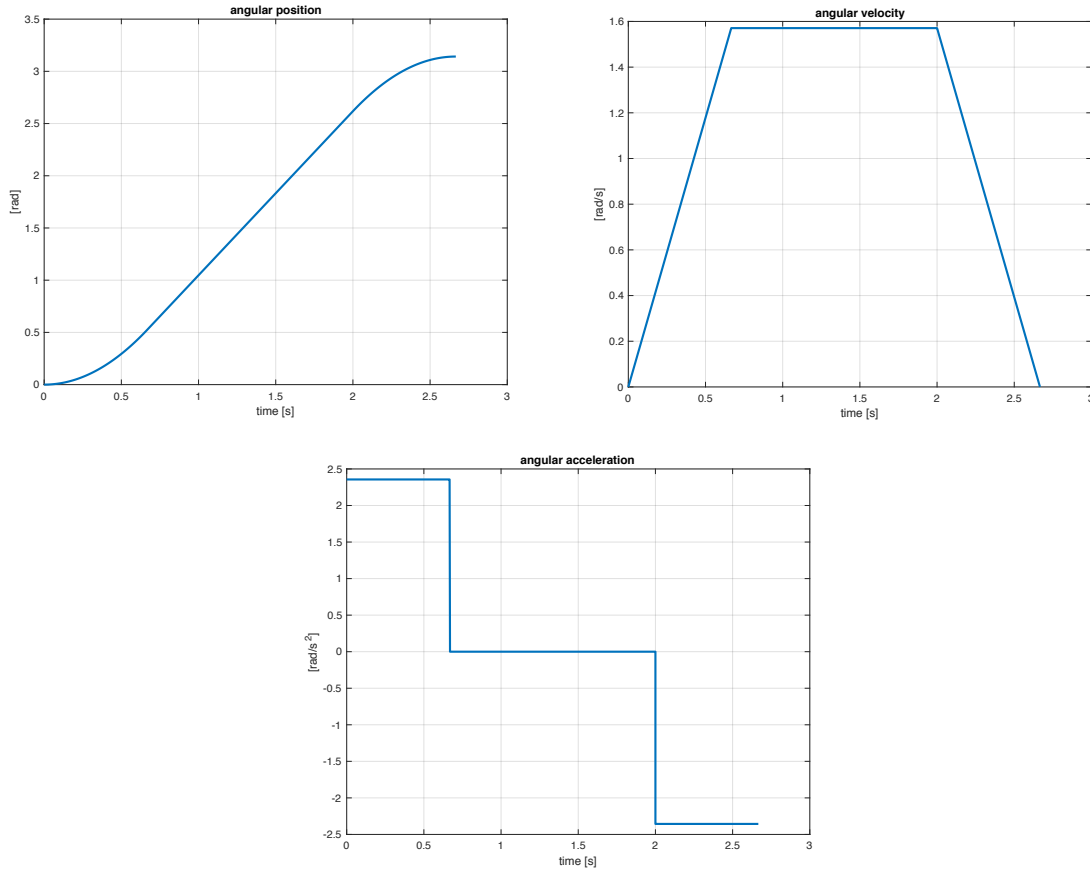 angular position
3.5
3
2.5
2
1.5
1
0.5
0
[rad]
0 0.5 1 1.5 2 2.5 3
time [s]
angular velocity
1.6
1.4
1.2
1
0.8
0.6
0.4
0.2
0
[rad/s]
0 0.5 1 1.5 2 2.5 3
time [s]
angular acceleration
2.5
2
1.5
1
0.5
0
-0.5
-1
-1.5
-2
-2.5
[rad/s²]
0 0.5 1 1.5 2 2.5 3
time [s]